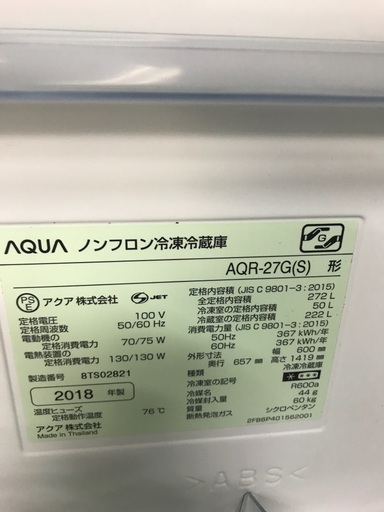 AQUA ノンフロン冷凍冷蔵庫
AQR-27G(S) 形
PS E アクア 株式会社 JET
定格電圧 100 V
定格周波数 50/60 Hz
電動機の定格消費電力 70/75 W
電熱装置の定格消費電力 130/130 W
製造番号 BTS02821
2018 年製
温度ヒューズ定格動作温度 76℃
アクア 株式会社
Made in Thailand
定格内容積 (JIS C 9801-3:2015)
全定格内容積 272 L
冷凍室の定格内容積 50 L
冷蔵室の定格内容積 222 L
消費電力量 (JIS C 9801-3:2015)
50Hz 367 kWh/年
60Hz 367 kWh/年
外形寸法 幅 600 mm
奥行 657 mm 高さ 1419 mm
種類 冷凍冷蔵庫
冷凍室の記号
冷媒名 R600a
冷媒封入量 44 g
質量 60 kg
断熱発泡ガス シクロペンタン
2FB6P401562001
>ABS<